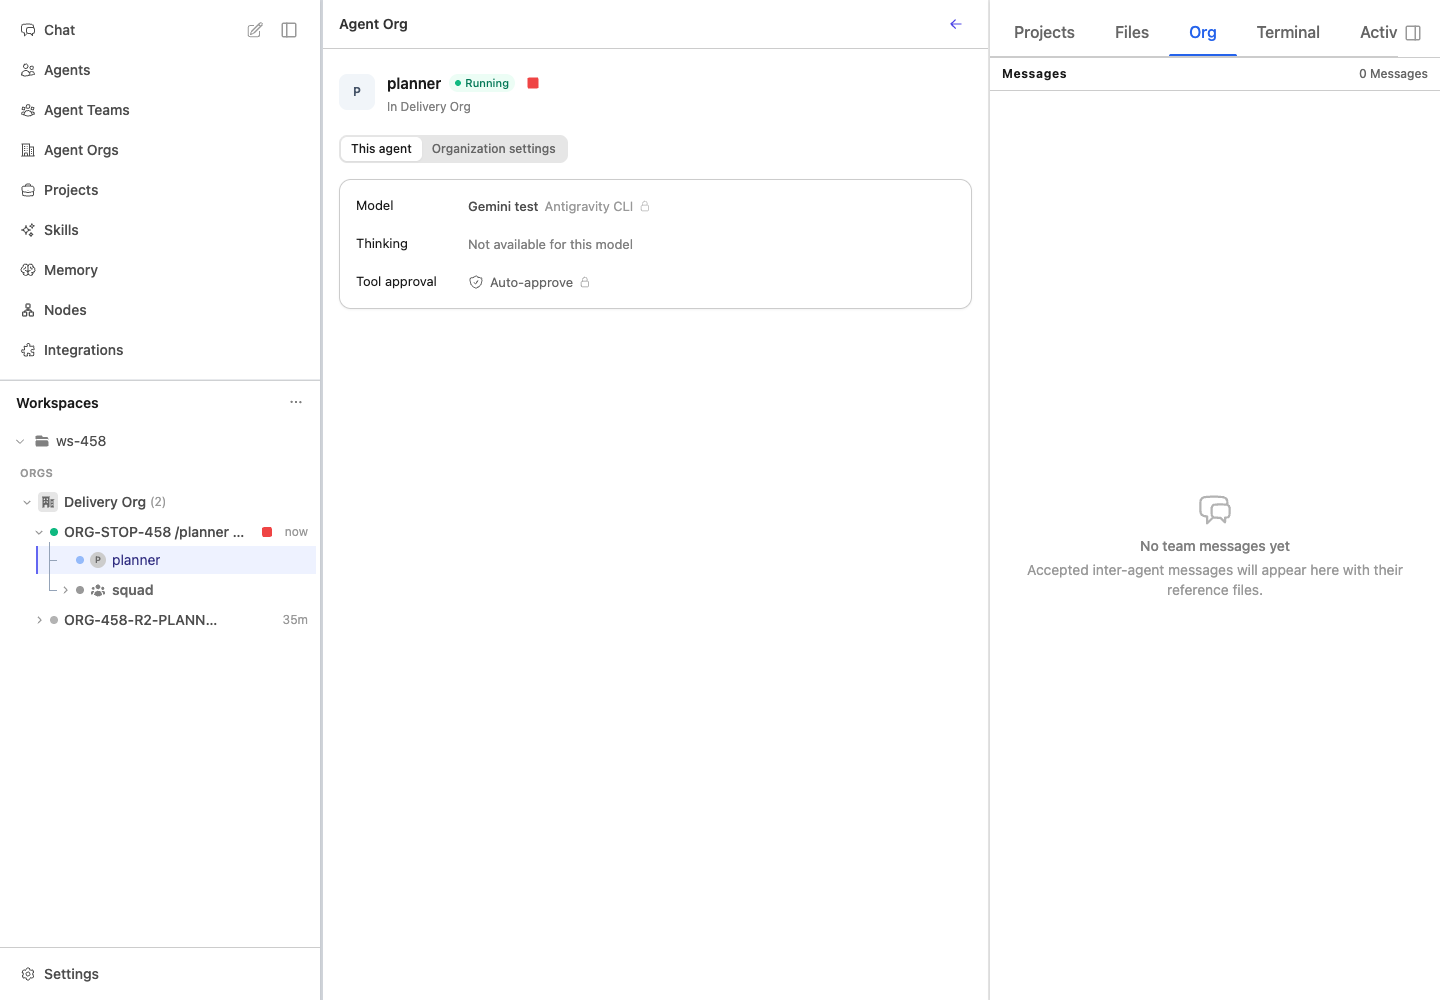 Chat
Agents
Agent Teams
Agent Orgs
Projects
Skills
Memory
Nodes
Integrations
Workspaces
ws-458
ORGS
Delivery Org (2)
ORG-STOP-458 /planner ... now
P planner
squad
ORG-458-R2-PLANN... 35m
Settings
Agent Org
P
planner Running
In Delivery Org
This agent Organization settings
Model Gemini test Antigravity CLI
Thinking Not available for this model
Tool approval Auto-approve
Projects Files Org Terminal Activ
Messages 0 Messages
No team messages yet
Accepted inter-agent messages will appear here with their
reference files.